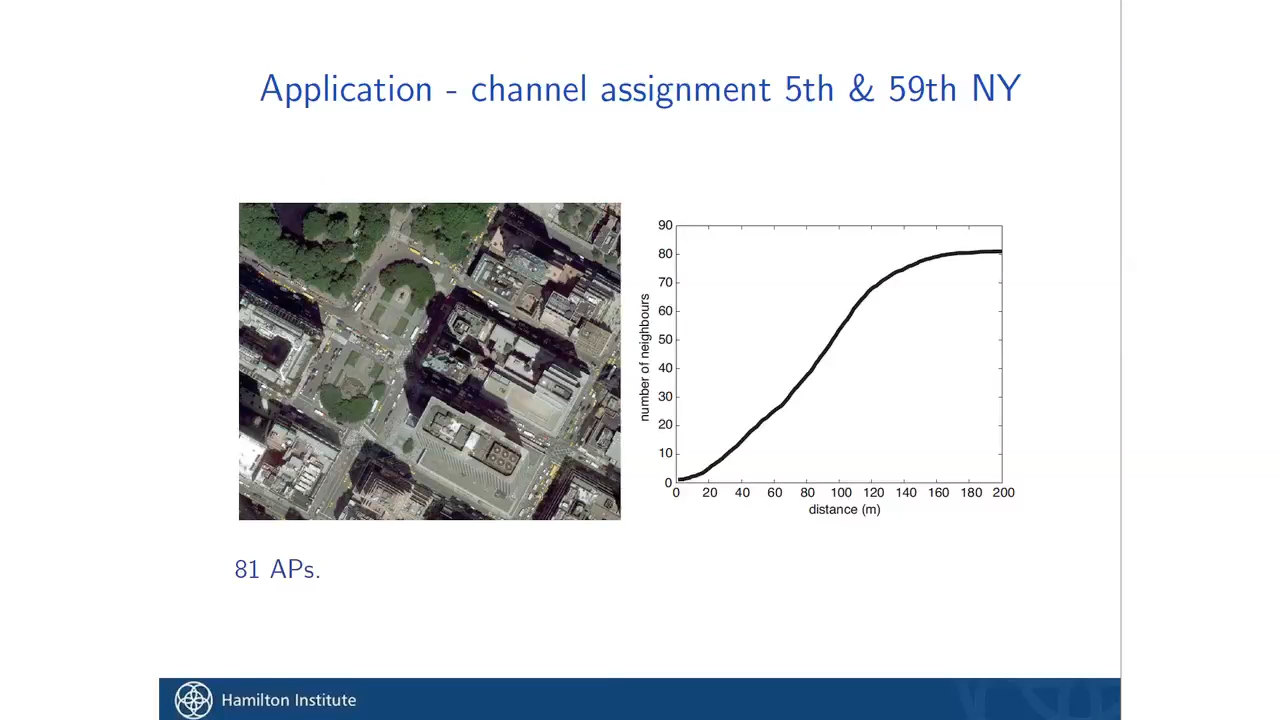 Application - channel assignment 5th & 59th NY
90
80
70
60
50
40
30
20
10
0
number of neighbours
0 20 40 60 80 100 120 140 160 180 200
distance (m)
81 APs.
Hamilton Institute